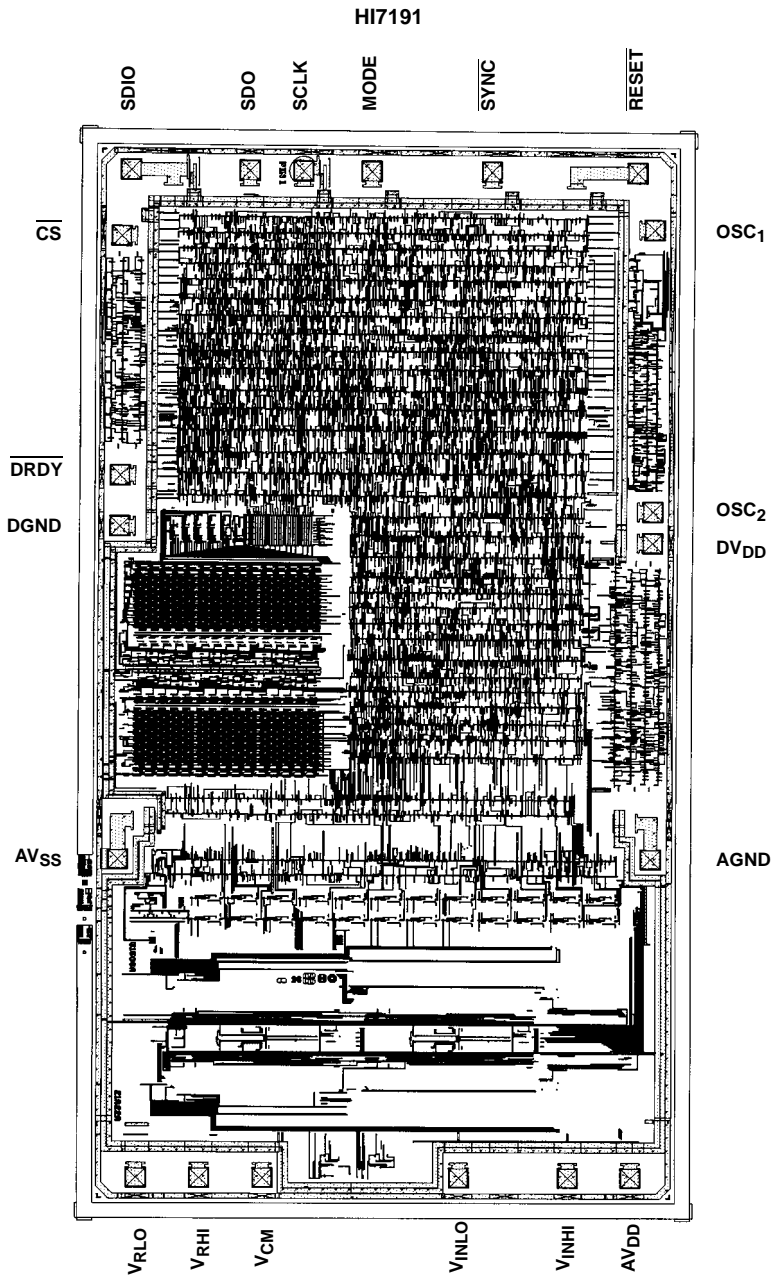 HI7191
SDIO
SDO
SCLK
MODE
SYNC
RESET
CS
OSC1
DRDY
DGND
OSC2
DVDD
AVSS
AGND
VRLO
VRHI
VCM
VINLO
VINHI
AVDD